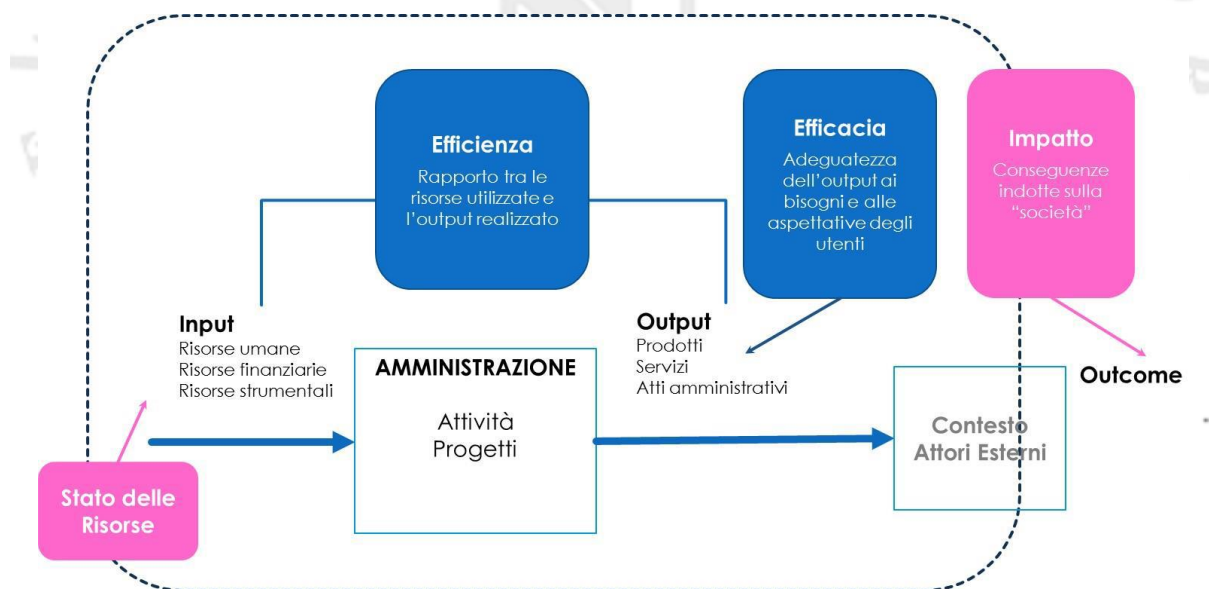 Efficienza
Rapporto tra le
risorse utilizzate e
l'output realizzato
Efficacia
Adeguatezza
dell'output ai
bisogni e alle
aspettative degli
utenti
Impatto
Conseguenze
indotte sulla
"società"
Input
Risorse umane
Risorse finanziarie
Risorse strumentali
AMMINISTRAZIONE
Attività
Progetti
Output
Prodotti
Servizi
Atti amministrativi
Outcome
Contesto
Attori Esterni
Stato delle
Risorse